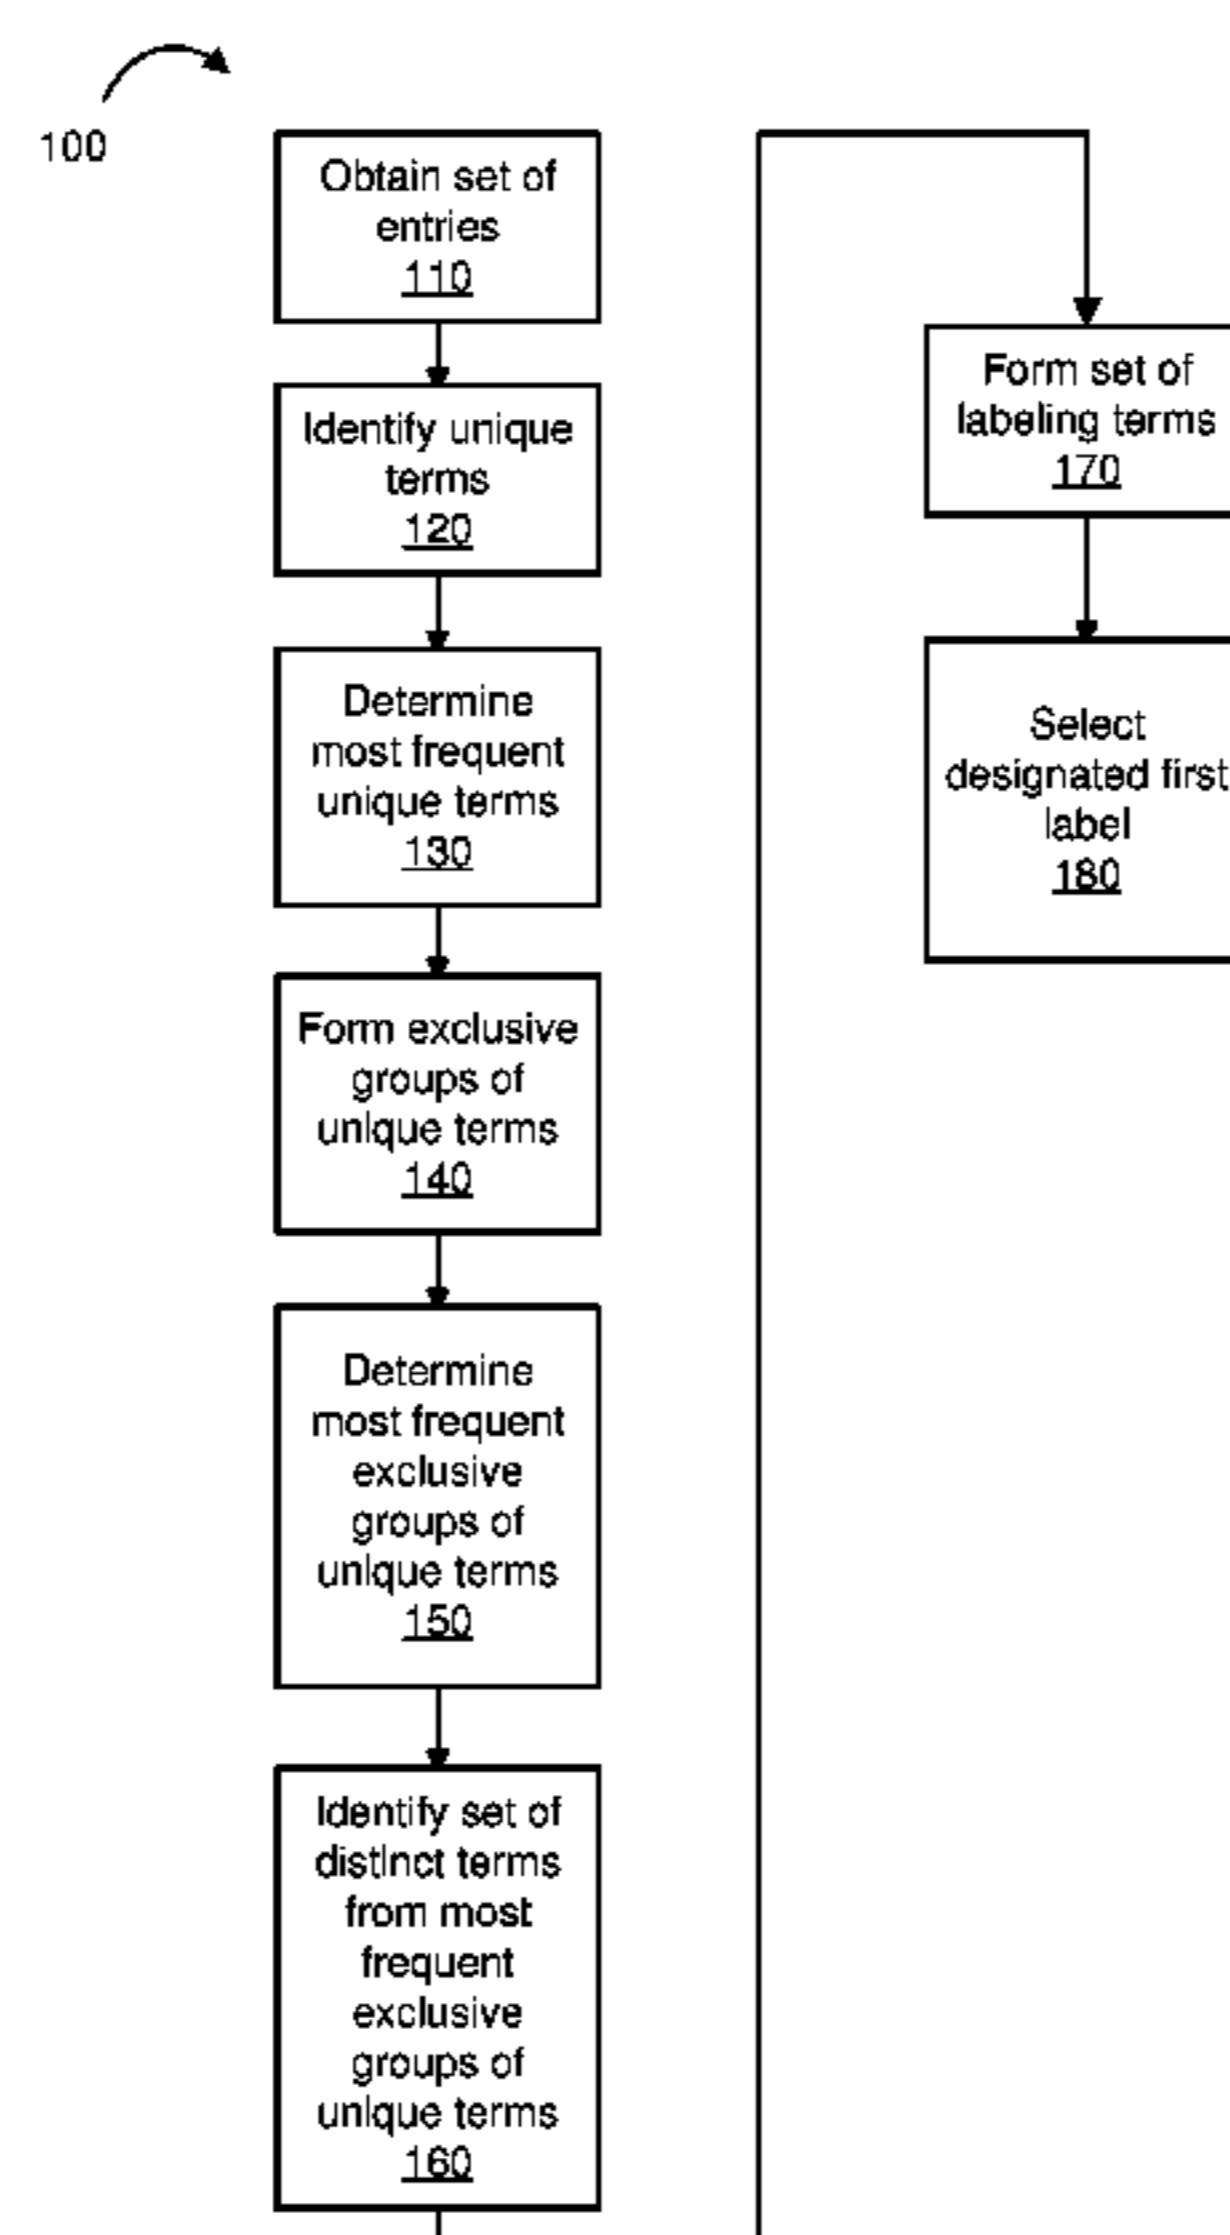 100
Obtain set of
entries
110
Identify unique
terms
120
Determine
most frequent
unique terms
130
Form exclusive
groups of
unique terms
140
Determine
most frequent
exclusive
groups of
unique terms
150
Identify set of
distinct terms
from most
frequent
exclusive
groups of
unique terms
160
Form set of
labeling terms
170
Select
designated first
label
180